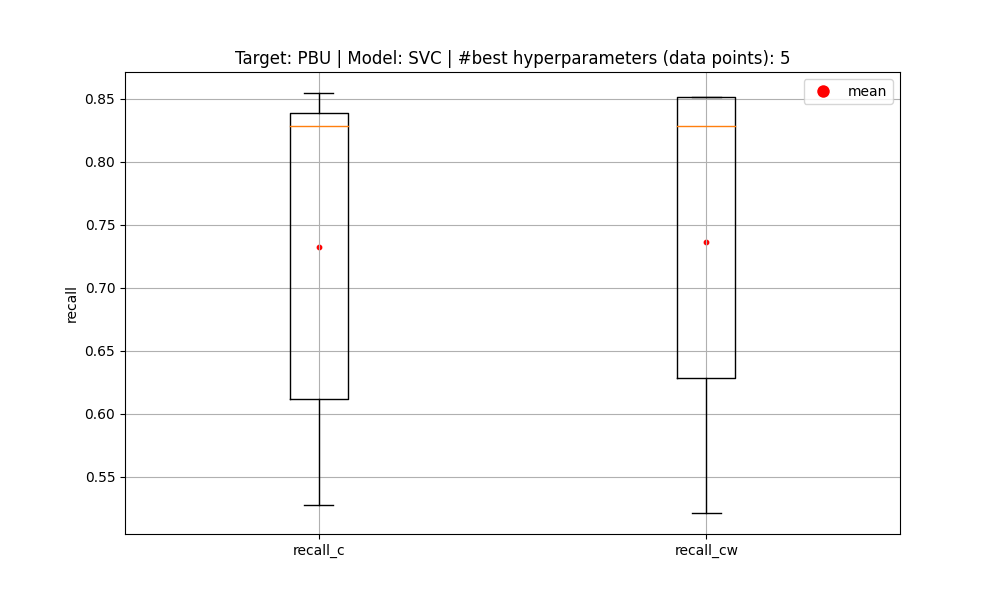 Target: PBU | Model: SVC | #best hyperparameters (data points): 5
mean
0.85
0.80
0.75
0.70
0.65
0.60
0.55
recall
recall_c
recall_cw